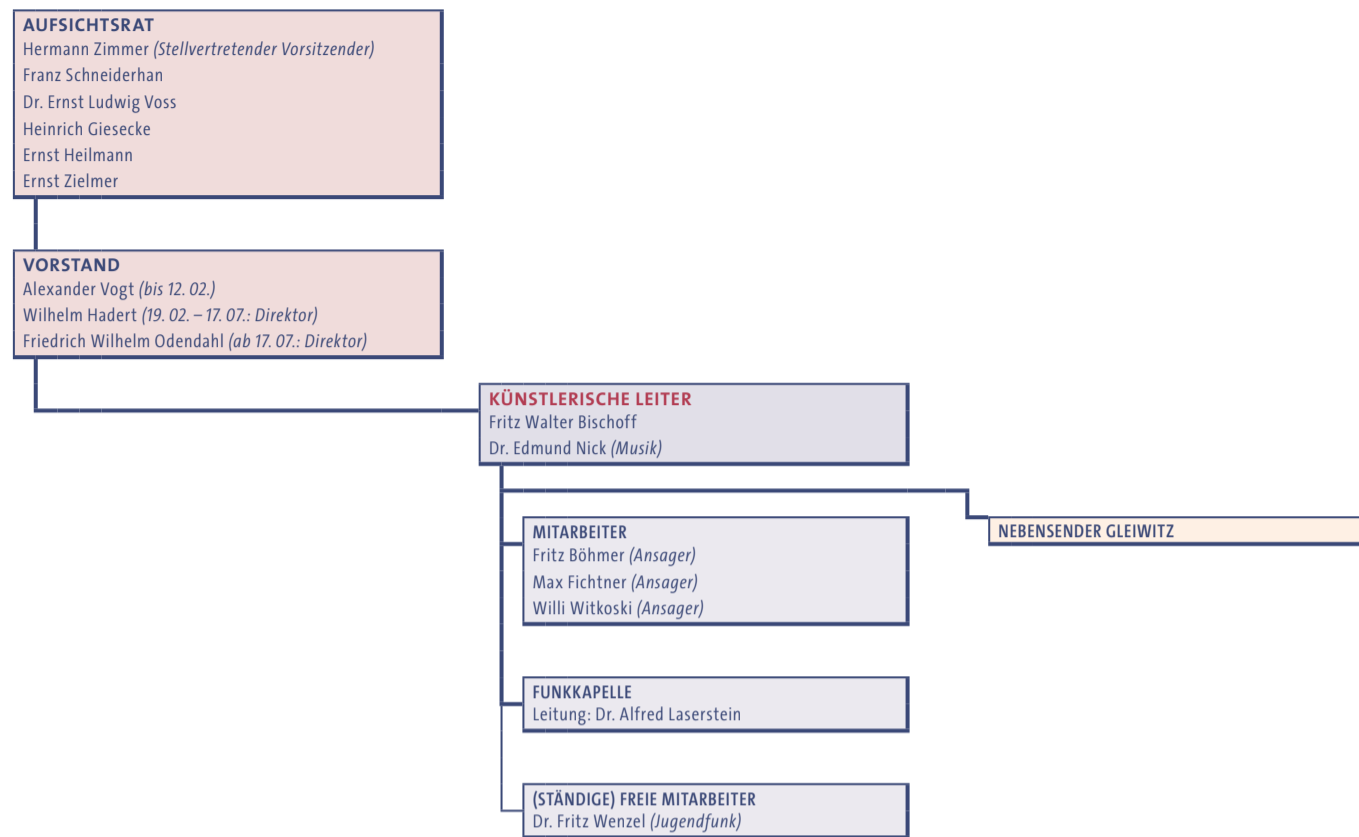 AUFSICHTSRAT
Hermann Zimmer (Stellvertretender Vorsitzender)
Franz Schneiderhan
Dr. Ernst Ludwig Voss
Heinrich Giesecke
Ernst Heilmann
Ernst Zielmer
VORSTAND
Alexander Vogt (bis 12. 02.)
Wilhelm Hadert (19. 02. – 17. 07.: Direktor)
Friedrich Wilhelm Odendahl (ab 17. 07.: Direktor)
KÜNSTLERISCHE LEITER
Fritz Walter Bischoff
Dr. Edmund Nick (Musik)
MITARBEITER
Fritz Böhmer (Ansager)
Max Fichtner (Ansager)
Willi Witkoski (Ansager)
NEBENSENDER GLEIWITZ
FUNKKAPELLE
Leitung: Dr. Alfred Laserstein
(STÄNDIGE) FREIE MITARBEITER
Dr. Fritz Wenzel (Jugendfunk)